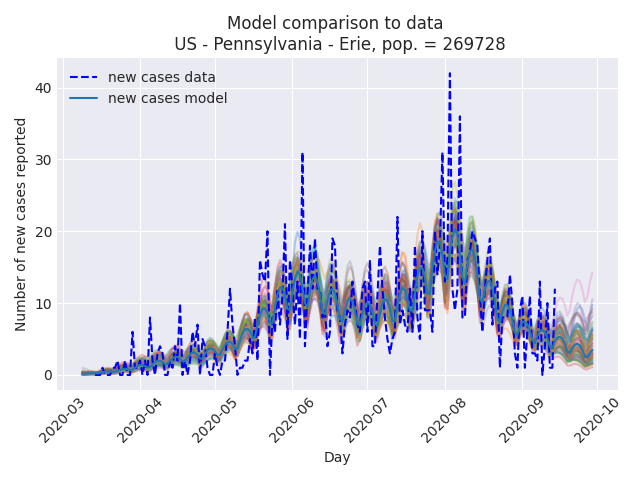 Model comparison to data
US - Pennsylvania - Erie, pop. = 269728
new cases data
new cases model
Number of new cases reported
40
30
20
10
0
2020-03
2020-04
2020-05
2020-06
2020-07
2020-08
2020-09
2020-10
Day